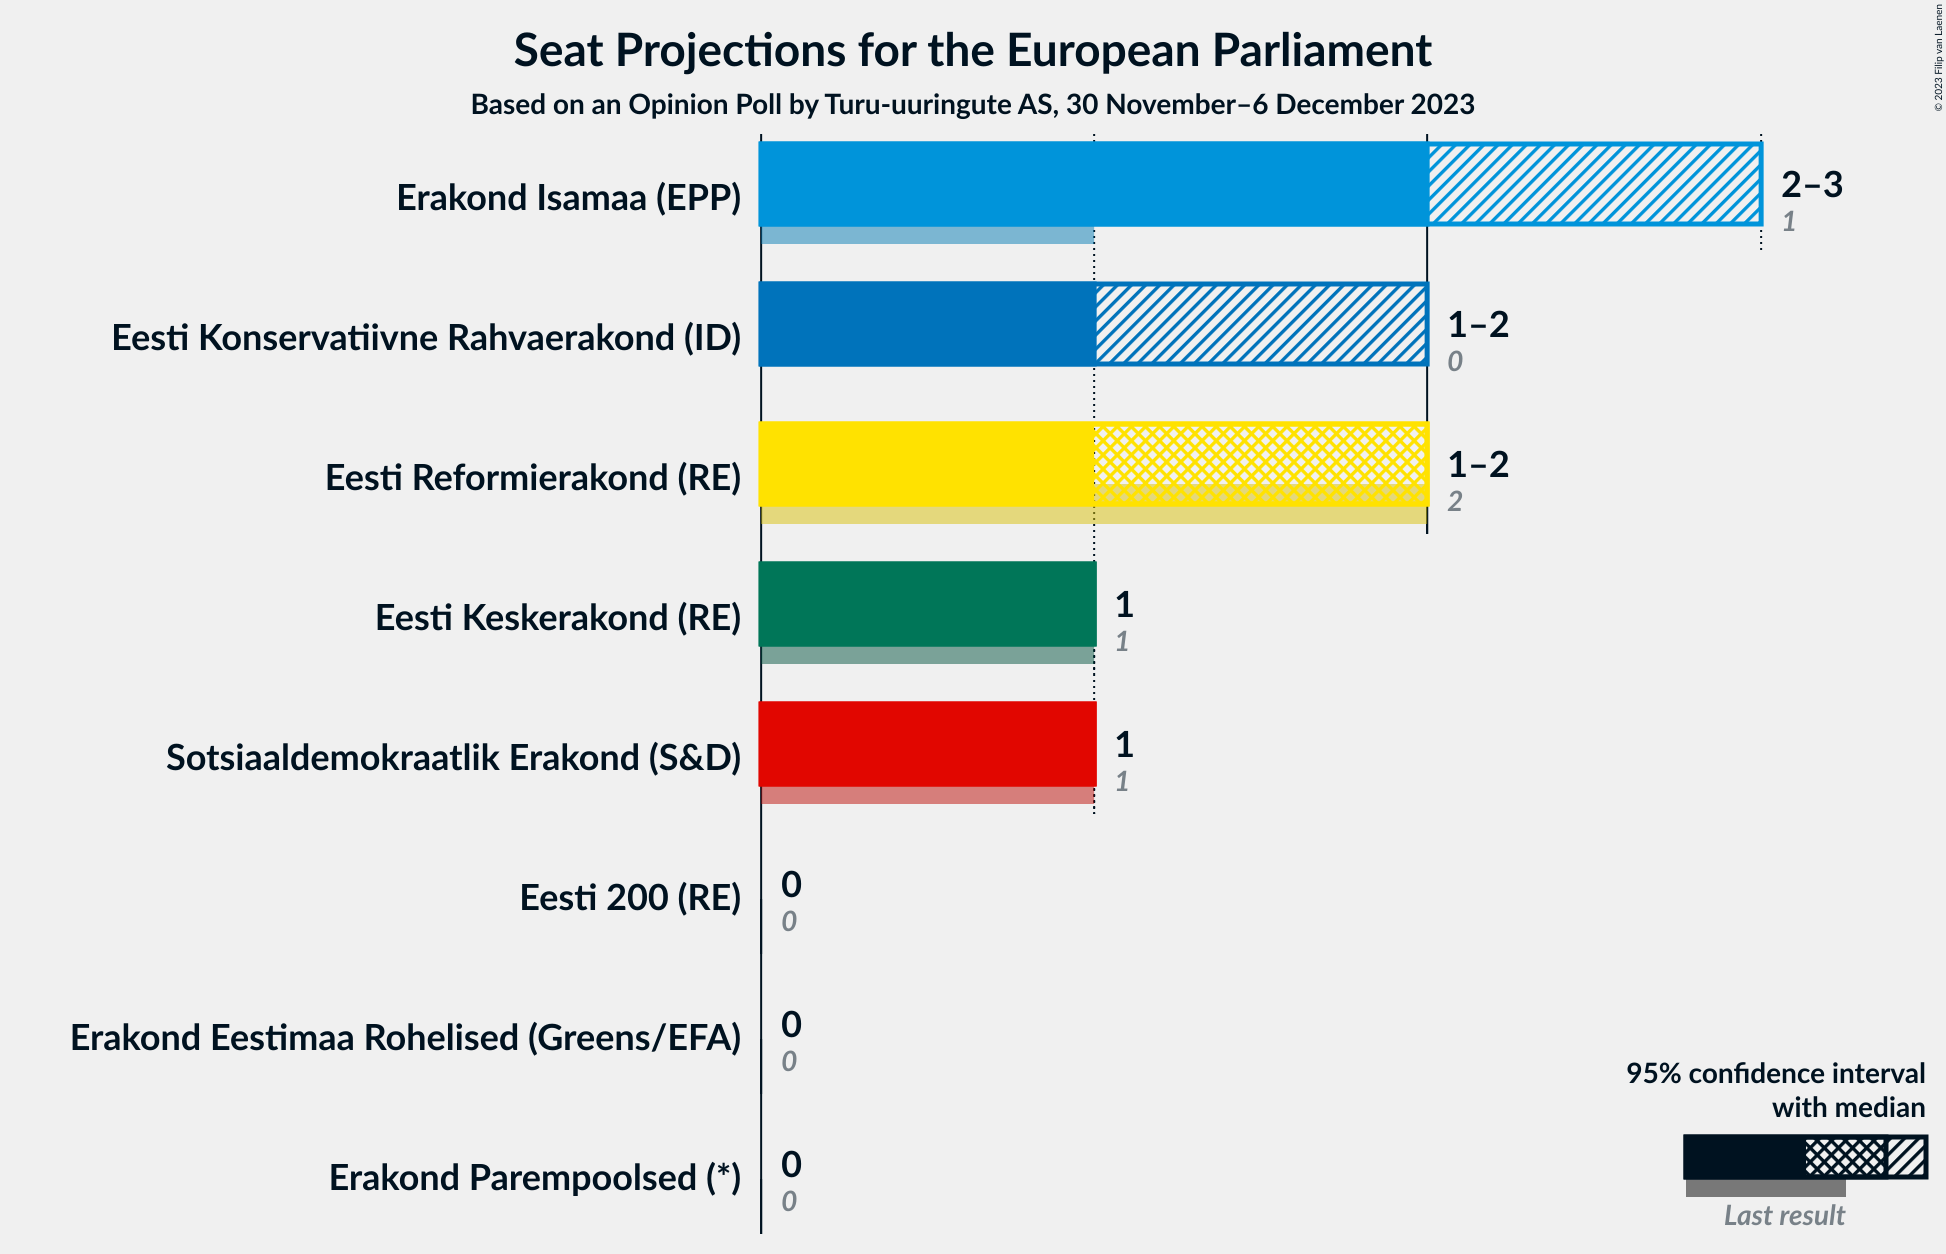 Seat Projections for the European Parliament
Based on an Opinion Poll by Turu-uuringute AS, 30 November–6 December 2023
© 2023 Filip van Laenen
Erakond Isamaa (EPP)
2–3
1
Eesti Konservatiivne Rahvaerakond (ID)
1–2
0
Eesti Reformierakond (RE)
1–2
2
Eesti Keskerakond (RE)
1
1
Sotsiaaldemokraatlik Erakond (S&D)
1
1
Eesti 200 (RE)
0
0
Erakond Eestimaa Rohelised (Greens/EFA)
0
0
Erakond Parempoolsed (*)
0
0
95% confidence interval
with median
Last result